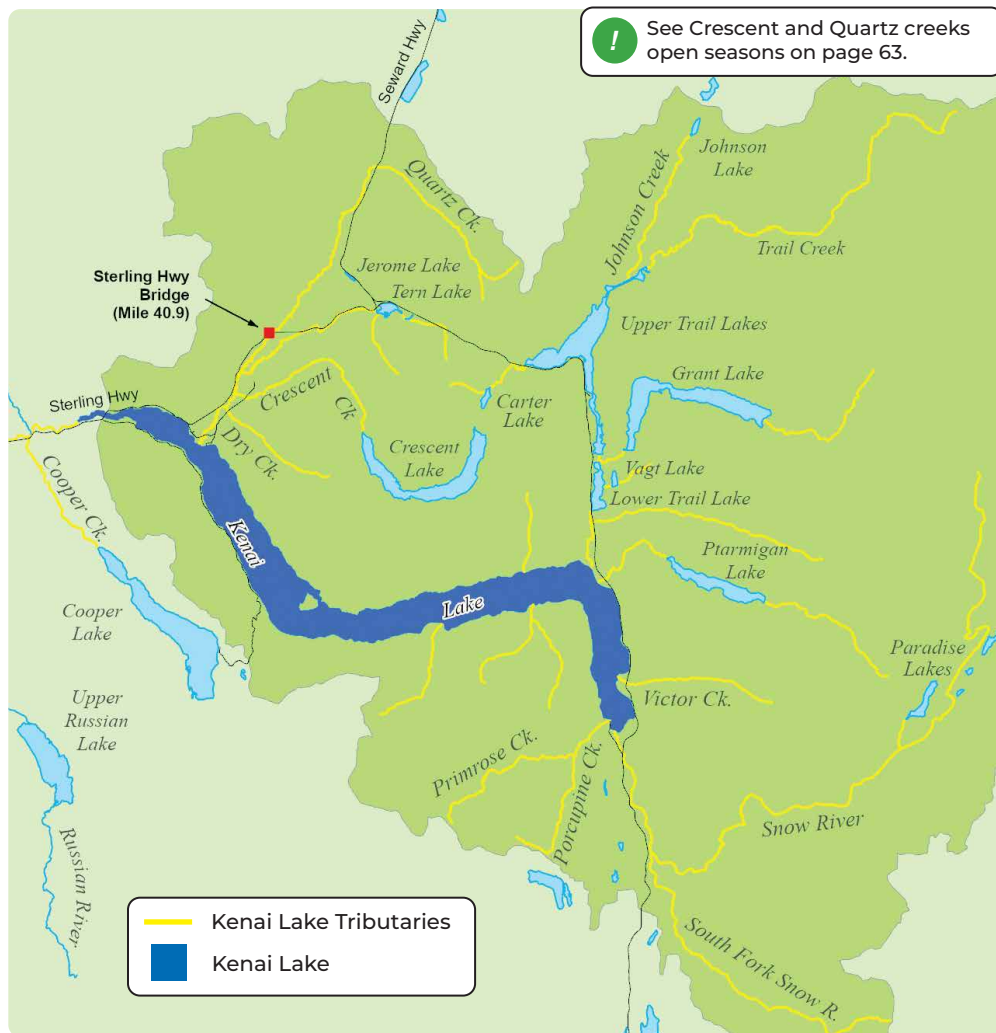 See Crescent and Quartz creeks
open seasons on page 63.
Seward Hwy
Johnson
Lake
Quartz Ck.
Johnson Creek
Trail Creek
Jerome Lake
Tern Lake
Sterling Hwy
Bridge
(Mile 40.9)
Upper Trail Lakes
Grant Lake
Sterling Hwy
Crescent
Ck
Carter
Lake
Dry Ck.
Crescent
Lake
Vagt Lake
Lower Trail Lake
Cooper Ck.
Kenai
Ptarmigan
Lake
Lake
Cooper
Lake
Paradise
Lakes
Upper
Russian
Lake
Victor Ck.
Primrose Ck.
Porcupine Ck.
Snow River
Russian River
South Fork Snow R.
Kenai Lake Tributaries
Kenai Lake